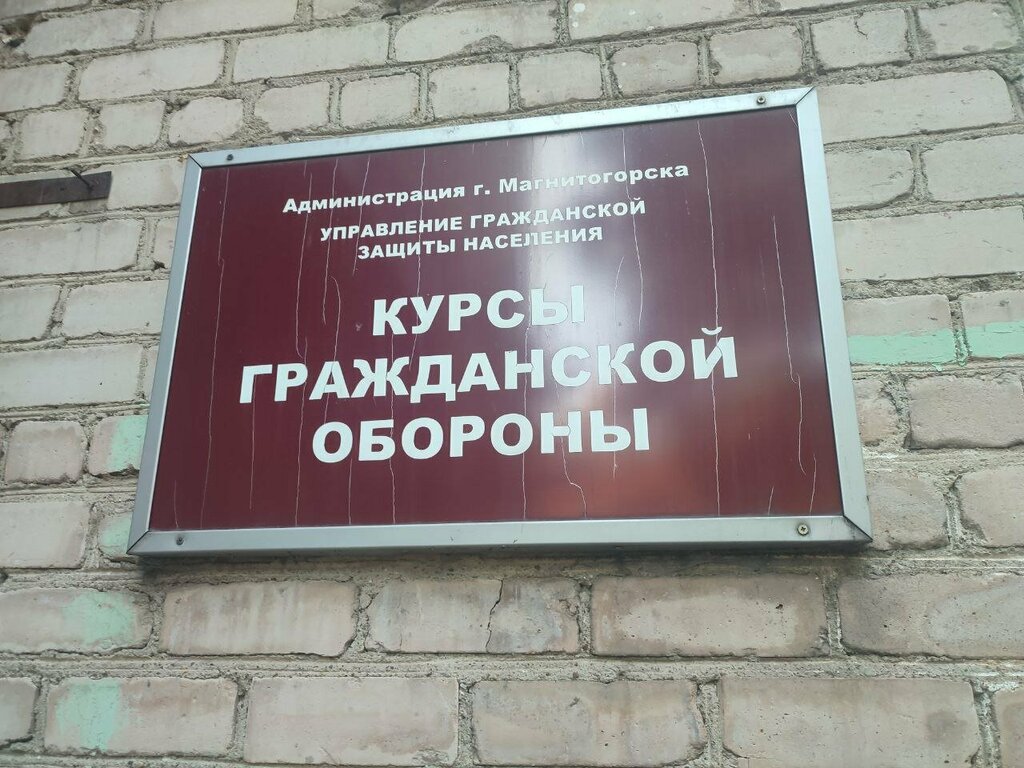 Администрация г. Магнитогорска
УПРАВЛЕНИЕ ГРАЖДАНСКОЙ
ЗАЩИТЫ НАСЕЛЕНИЯ
КУРСЫ
ГРАЖДАНСКОЙ
ОБОРОНЫ